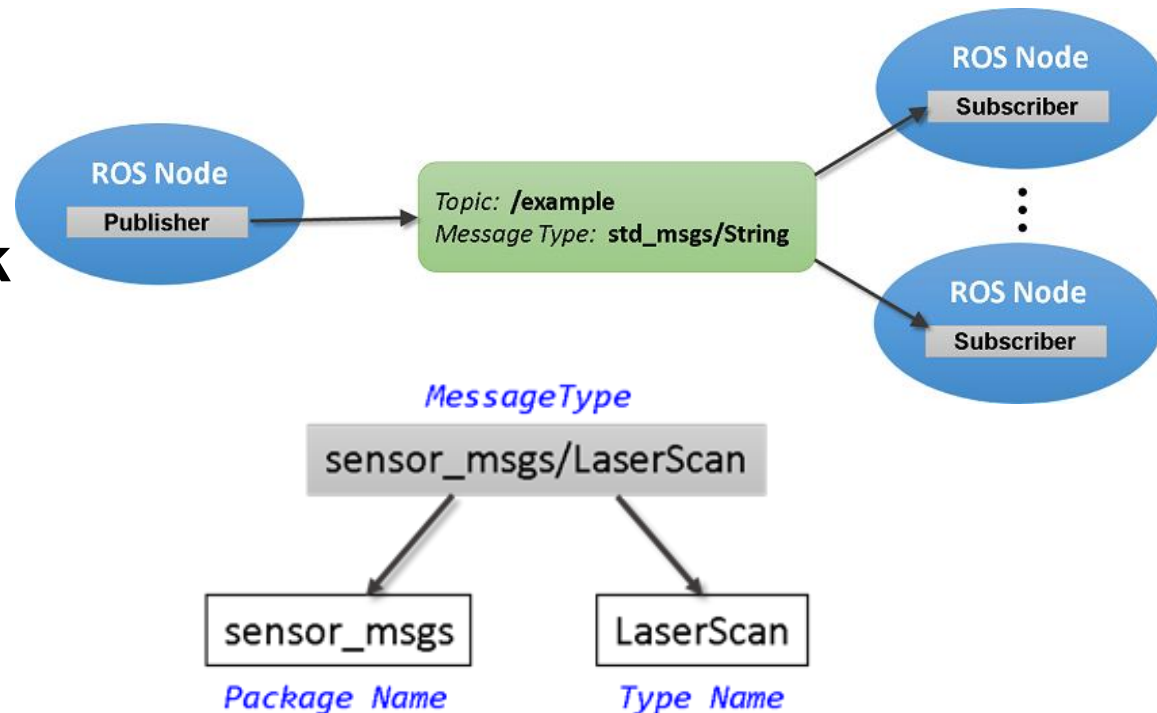 ROS Node
Subscriber
ROS Node
Publisher
Topic: /example
Message Type: std_msgs/String
k
ROS Node
Subscriber
MessageType
sensor_msgs/LaserScan
sensor_msgs
LaserScan
Package Name
Type Name